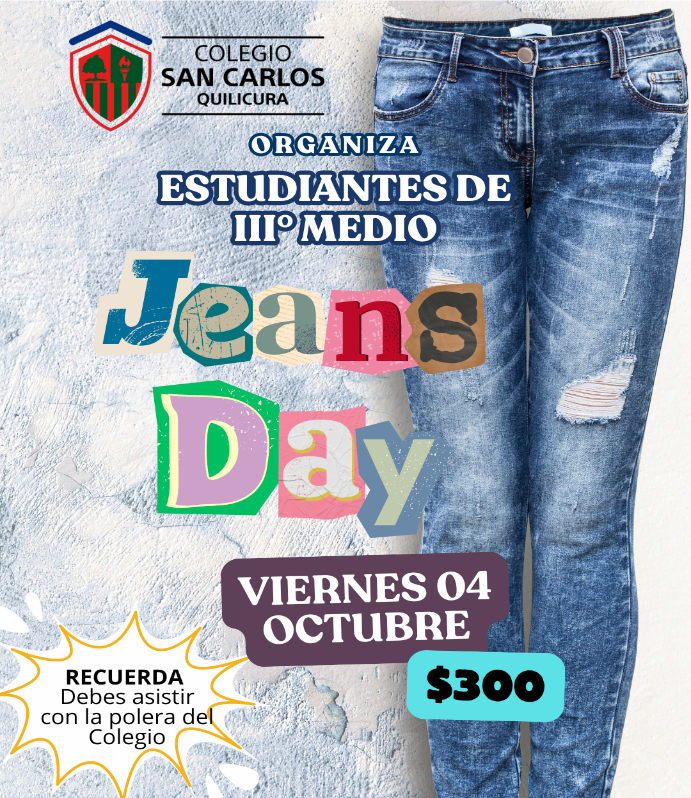 COLEGIO
SAN CARLOS
QUILICURA
ORGANIZA
ESTUDIANTES DE
IIIº MEDIO
Jeans
Day
VIERNES 04
OCTUBRE
$300
RECUERDA
Debes asistir
con la polera del
Colegio